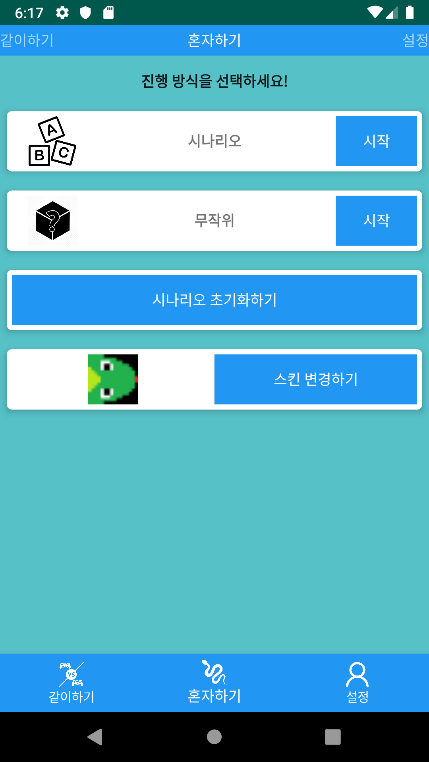 6:17
같이하기 혼자하기 설정
진행 방식을 선택하세요!
A
B C
시나리오 시작
?
무작위 시작
시나리오 초기화하기
스킨 변경하기
VS
같이하기 혼자하기 설정